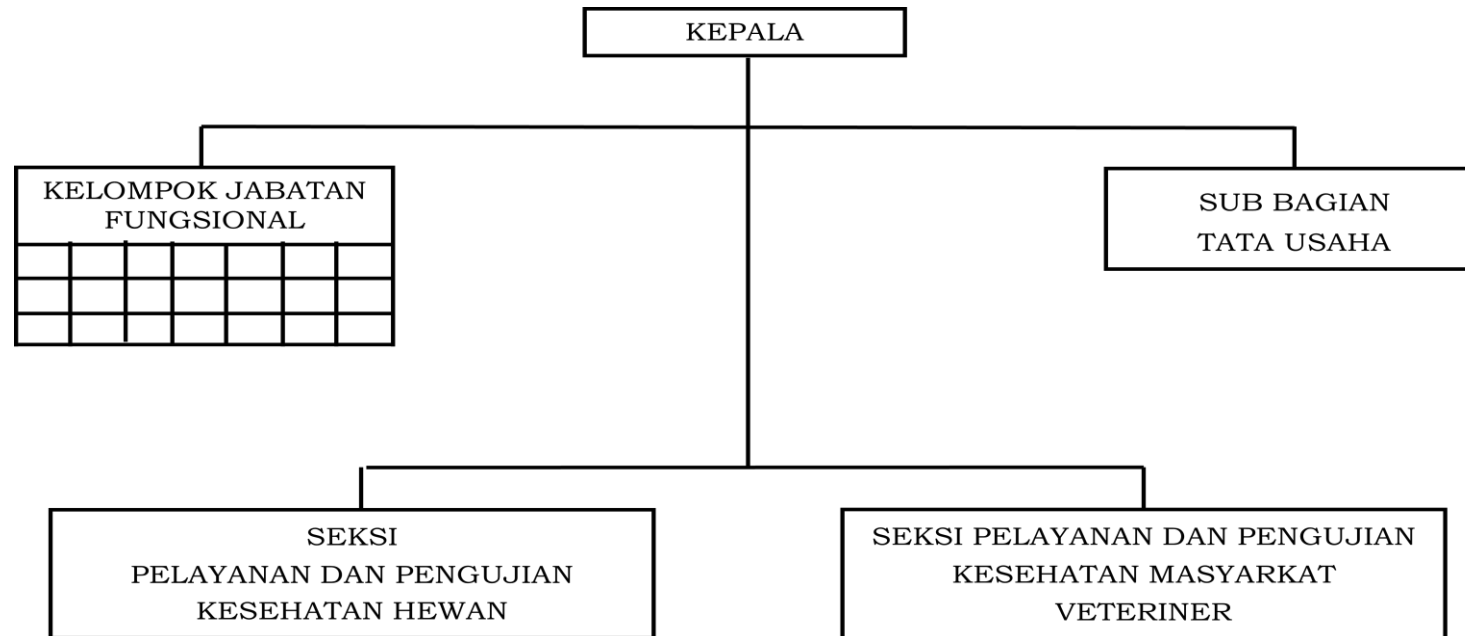 KEPALA
KELOMPOK JABATAN
FUNGSIONAL
SUB BAGIAN
TATA USAHA
SEKSI
PELAYANAN DAN PENGUJIAN
KESEHATAN HEWAN
SEKSI PELAYANAN DAN PENGUJIAN
KESEHATAN MASYARKAT
VETERINER